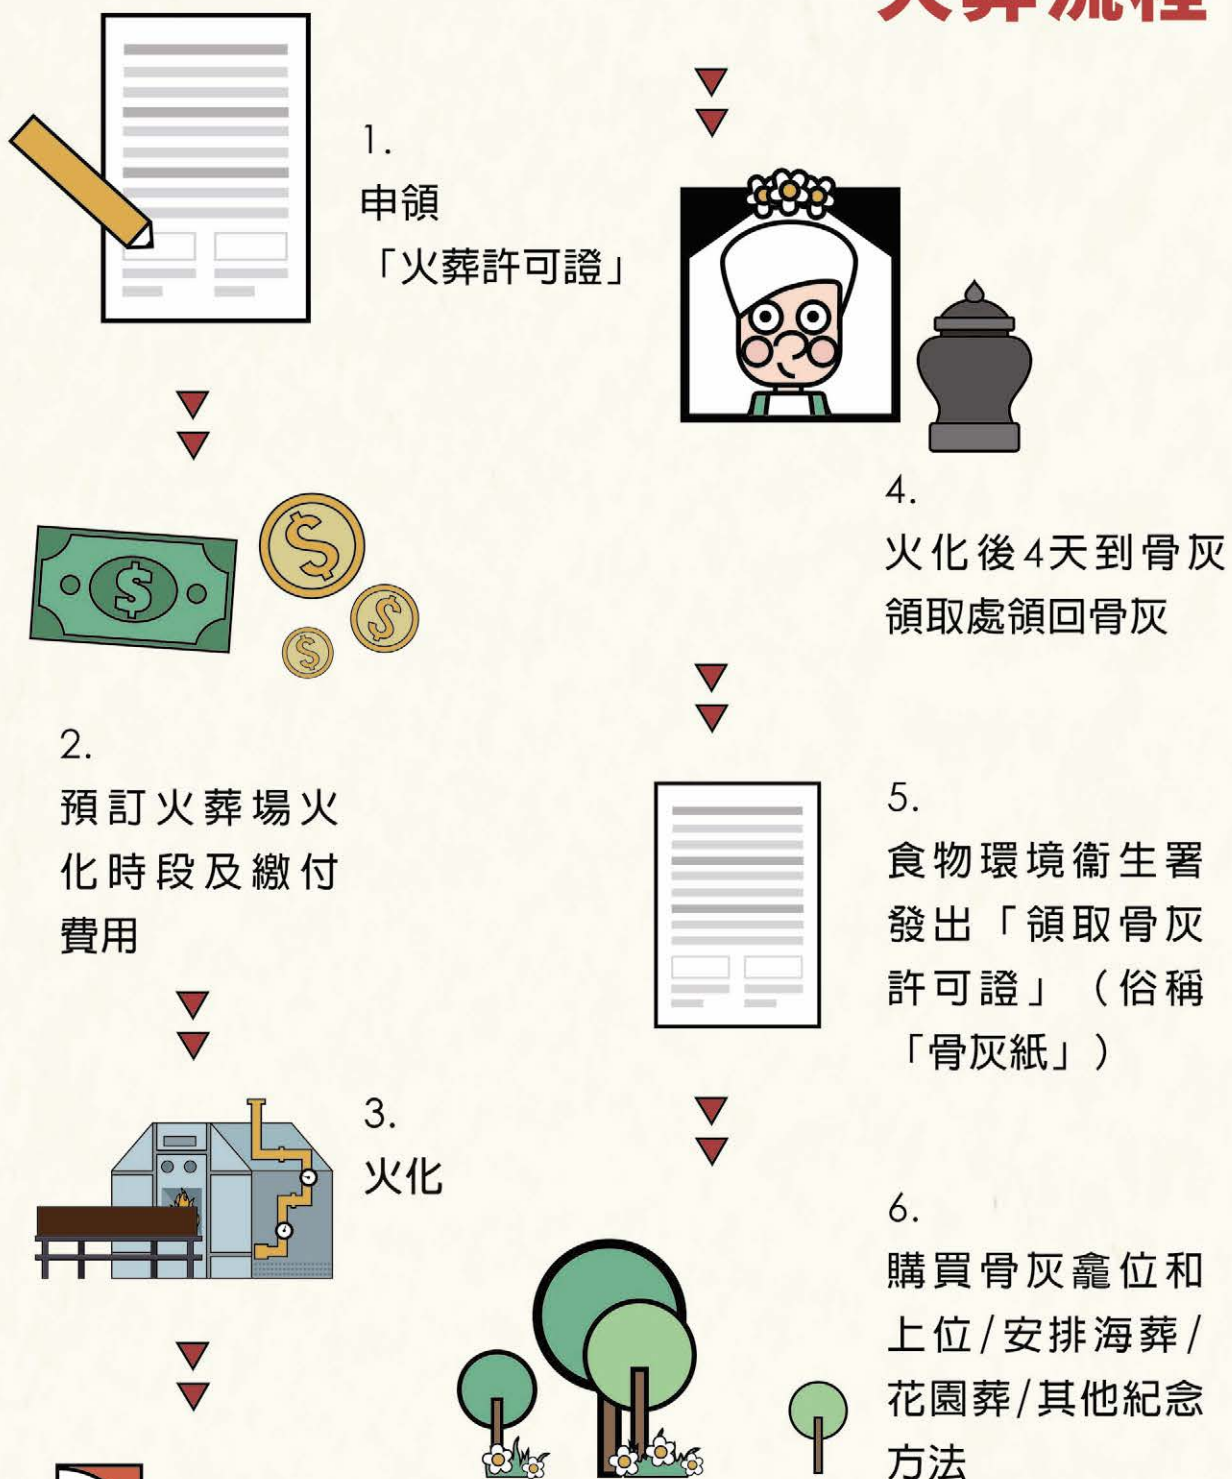 火葬流程
1.
申領
「火葬許可證」
2.
預訂火葬場火
化時段及繳付
費用
3.
火化
4.
火化後4天到骨灰
領取處領回骨灰
5.
食物環境衞生署
發出「領取骨灰
許可證」（俗稱
「骨灰紙」）
6.
購買骨灰龕位和
上位/安排海葬/
花園葬/其他紀念
方法